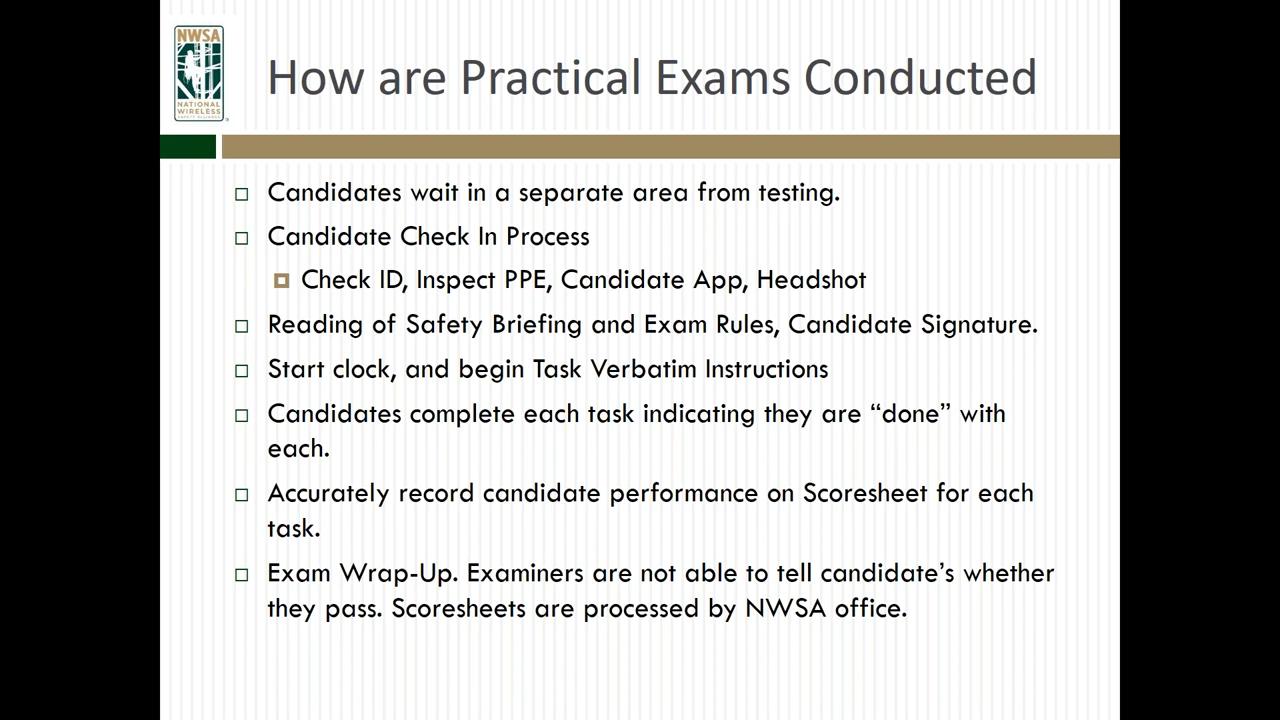 NWSA
NATIONAL
WIRELESS
SAFETY ALLIANCE
How are Practical Exams Conducted
Candidates wait in a separate area from testing.
Candidate Check In Process
Check ID, Inspect PPE, Candidate App, Headshot
Reading of Safety Briefing and Exam Rules, Candidate Signature.
Start clock, and begin Task Verbatim Instructions
Candidates complete each task indicating they are “done” with
each.
Accurately record candidate performance on Scoresheet for each
task.
Exam Wrap-Up. Examiners are not able to tell candidate’s whether
they pass. Scoresheets are processed by NWSA office.